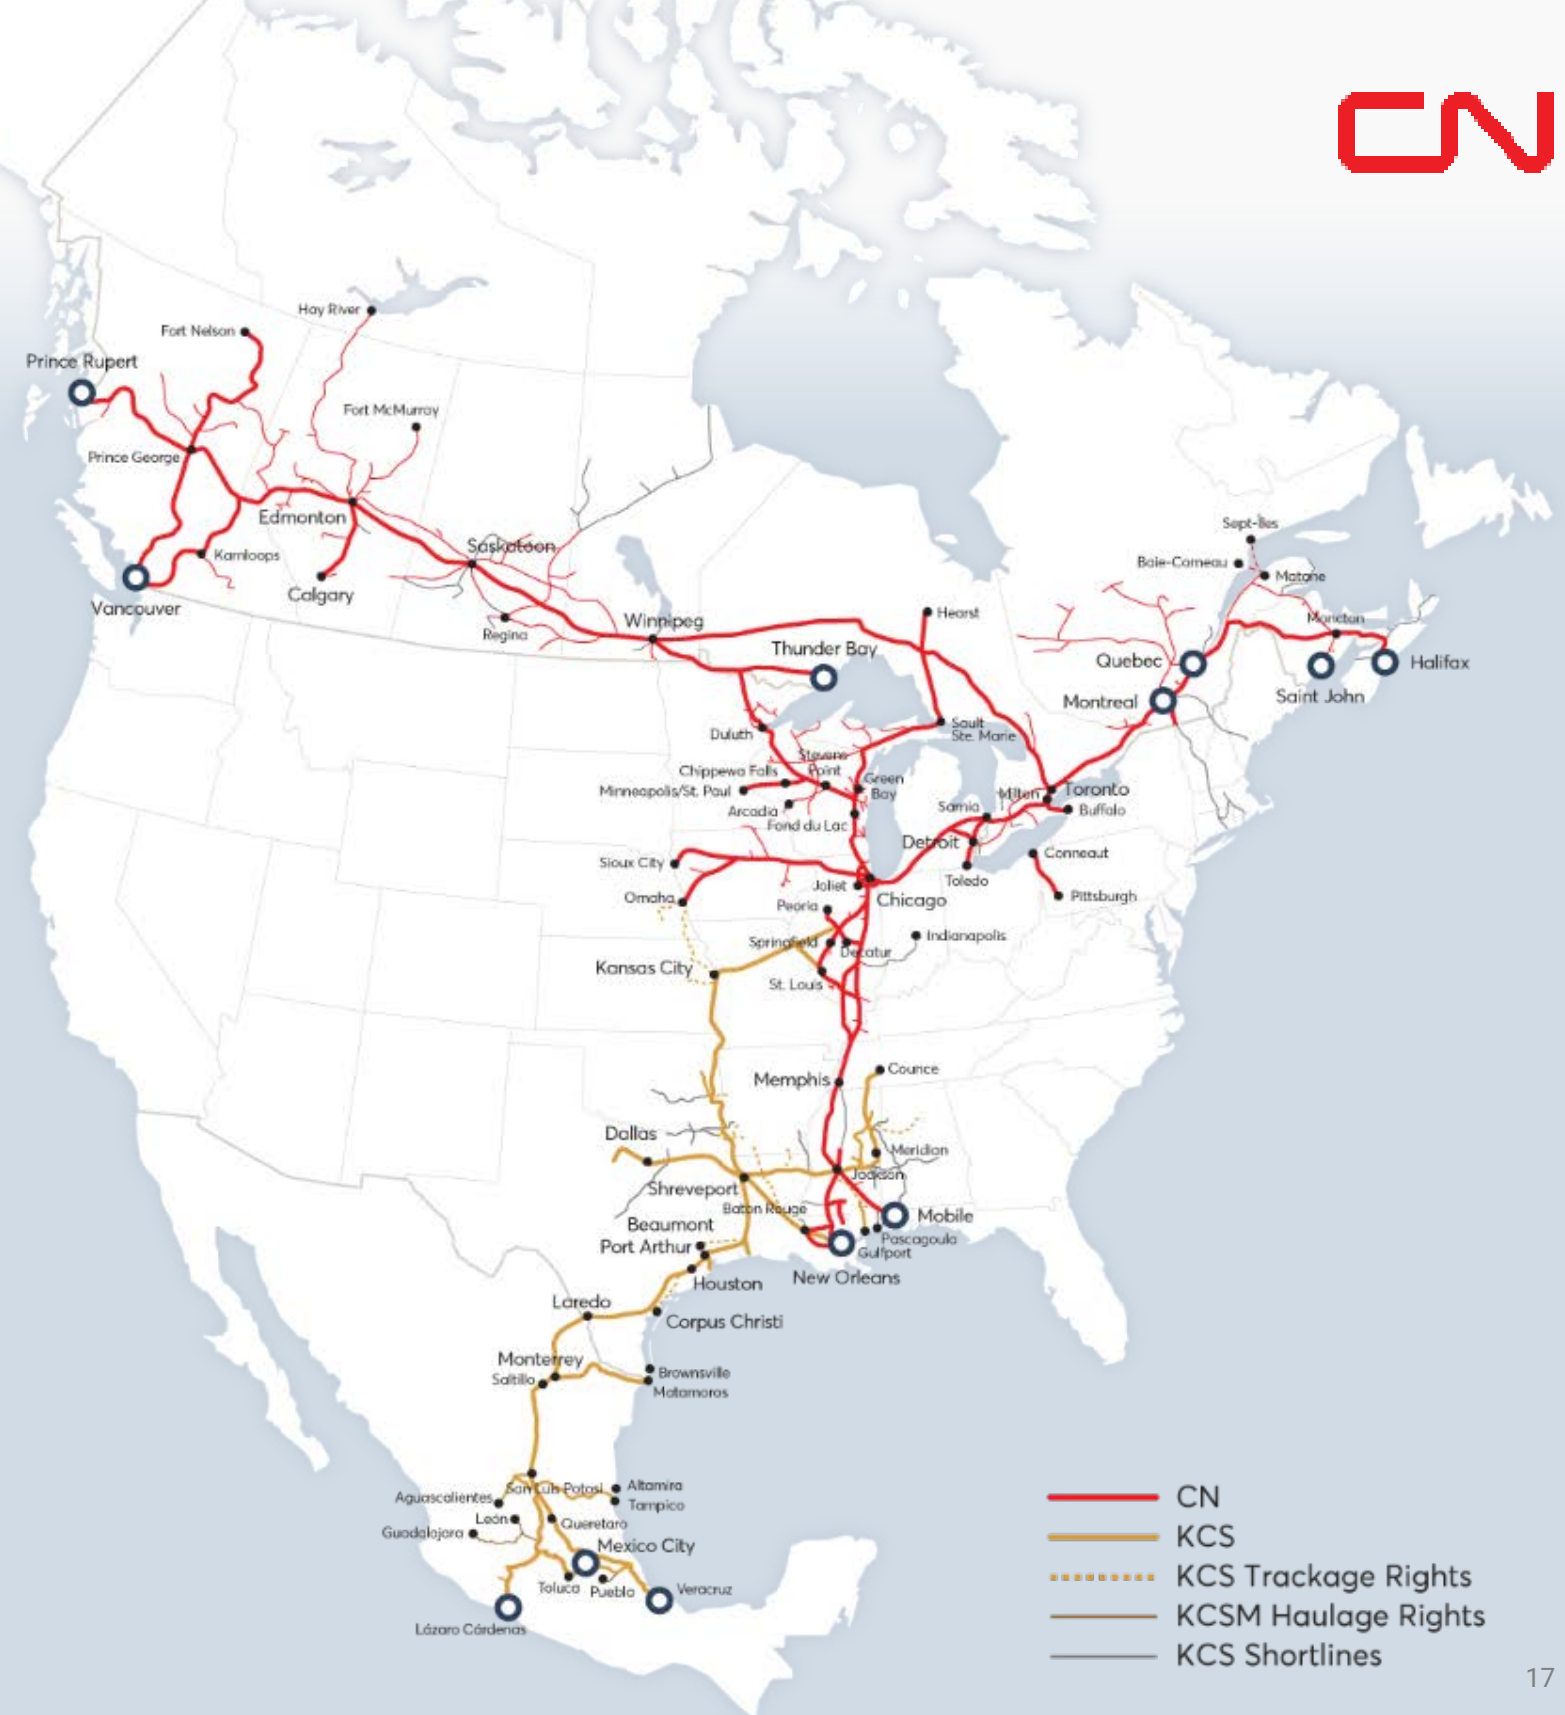 CN
Hay River
Fort Nelson
Prince Rupert
Fort McMurray
Prince George
Edmonton
Saskatoon
Kamloops
Calgary
Vancouver
Regina
Winnipeg
Thunder Bay
Hearst
Sept-Îles
Baie-Comeau
Matane
Moncton
Quebec
Halifax
Montreal
Saint John
Duluth
Sault
Ste. Marie
Stevens
Point
Chippewa Falls
Green
Bay
Minneapolis/St. Paul
Arcadia
Fond du Lac
Milton
Toronto
Sarnia
Buffalo
Detroit
Conneaut
Sioux City
Toledo
Joliet
Pittsburgh
Omaha
Peoria
Chicago
Springfield
Indianapolis
Decatur
Kansas City
St. Louis
Memphis
Counce
Dallas
Meridian
Jackson
Shreveport
Baton Rouge
Mobile
Beaumont
Port Arthur
Pascagoula
Gulfport
Houston
New Orleans
Laredo
Corpus Christi
Monterrey
Saltillo
Brownsville
Matamoros
San Luis Potosi
Altamira
Aguascalientes
Tampico
León
Queretaro
Guadalajara
Mexico City
Toluca
Puebla
Veracruz
Lázaro Cárdenas
CN
KCS
KCS Trackage Rights
KCSM Haulage Rights
KCS Shortlines
17